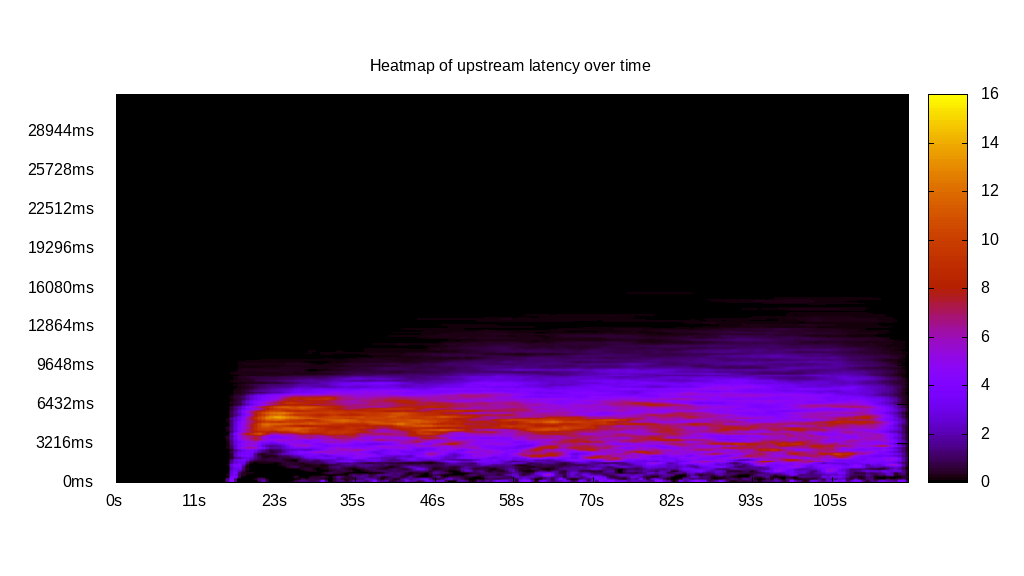 Heatmap of upstream latency over time
28944ms
25728ms
22512ms
19296ms
16080ms
12864ms
9648ms
6432ms
3216ms
0ms
0s 11s 23s 35s 46s 58s 70s 82s 93s 105s
16
14
12
10
8
6
4
2
0